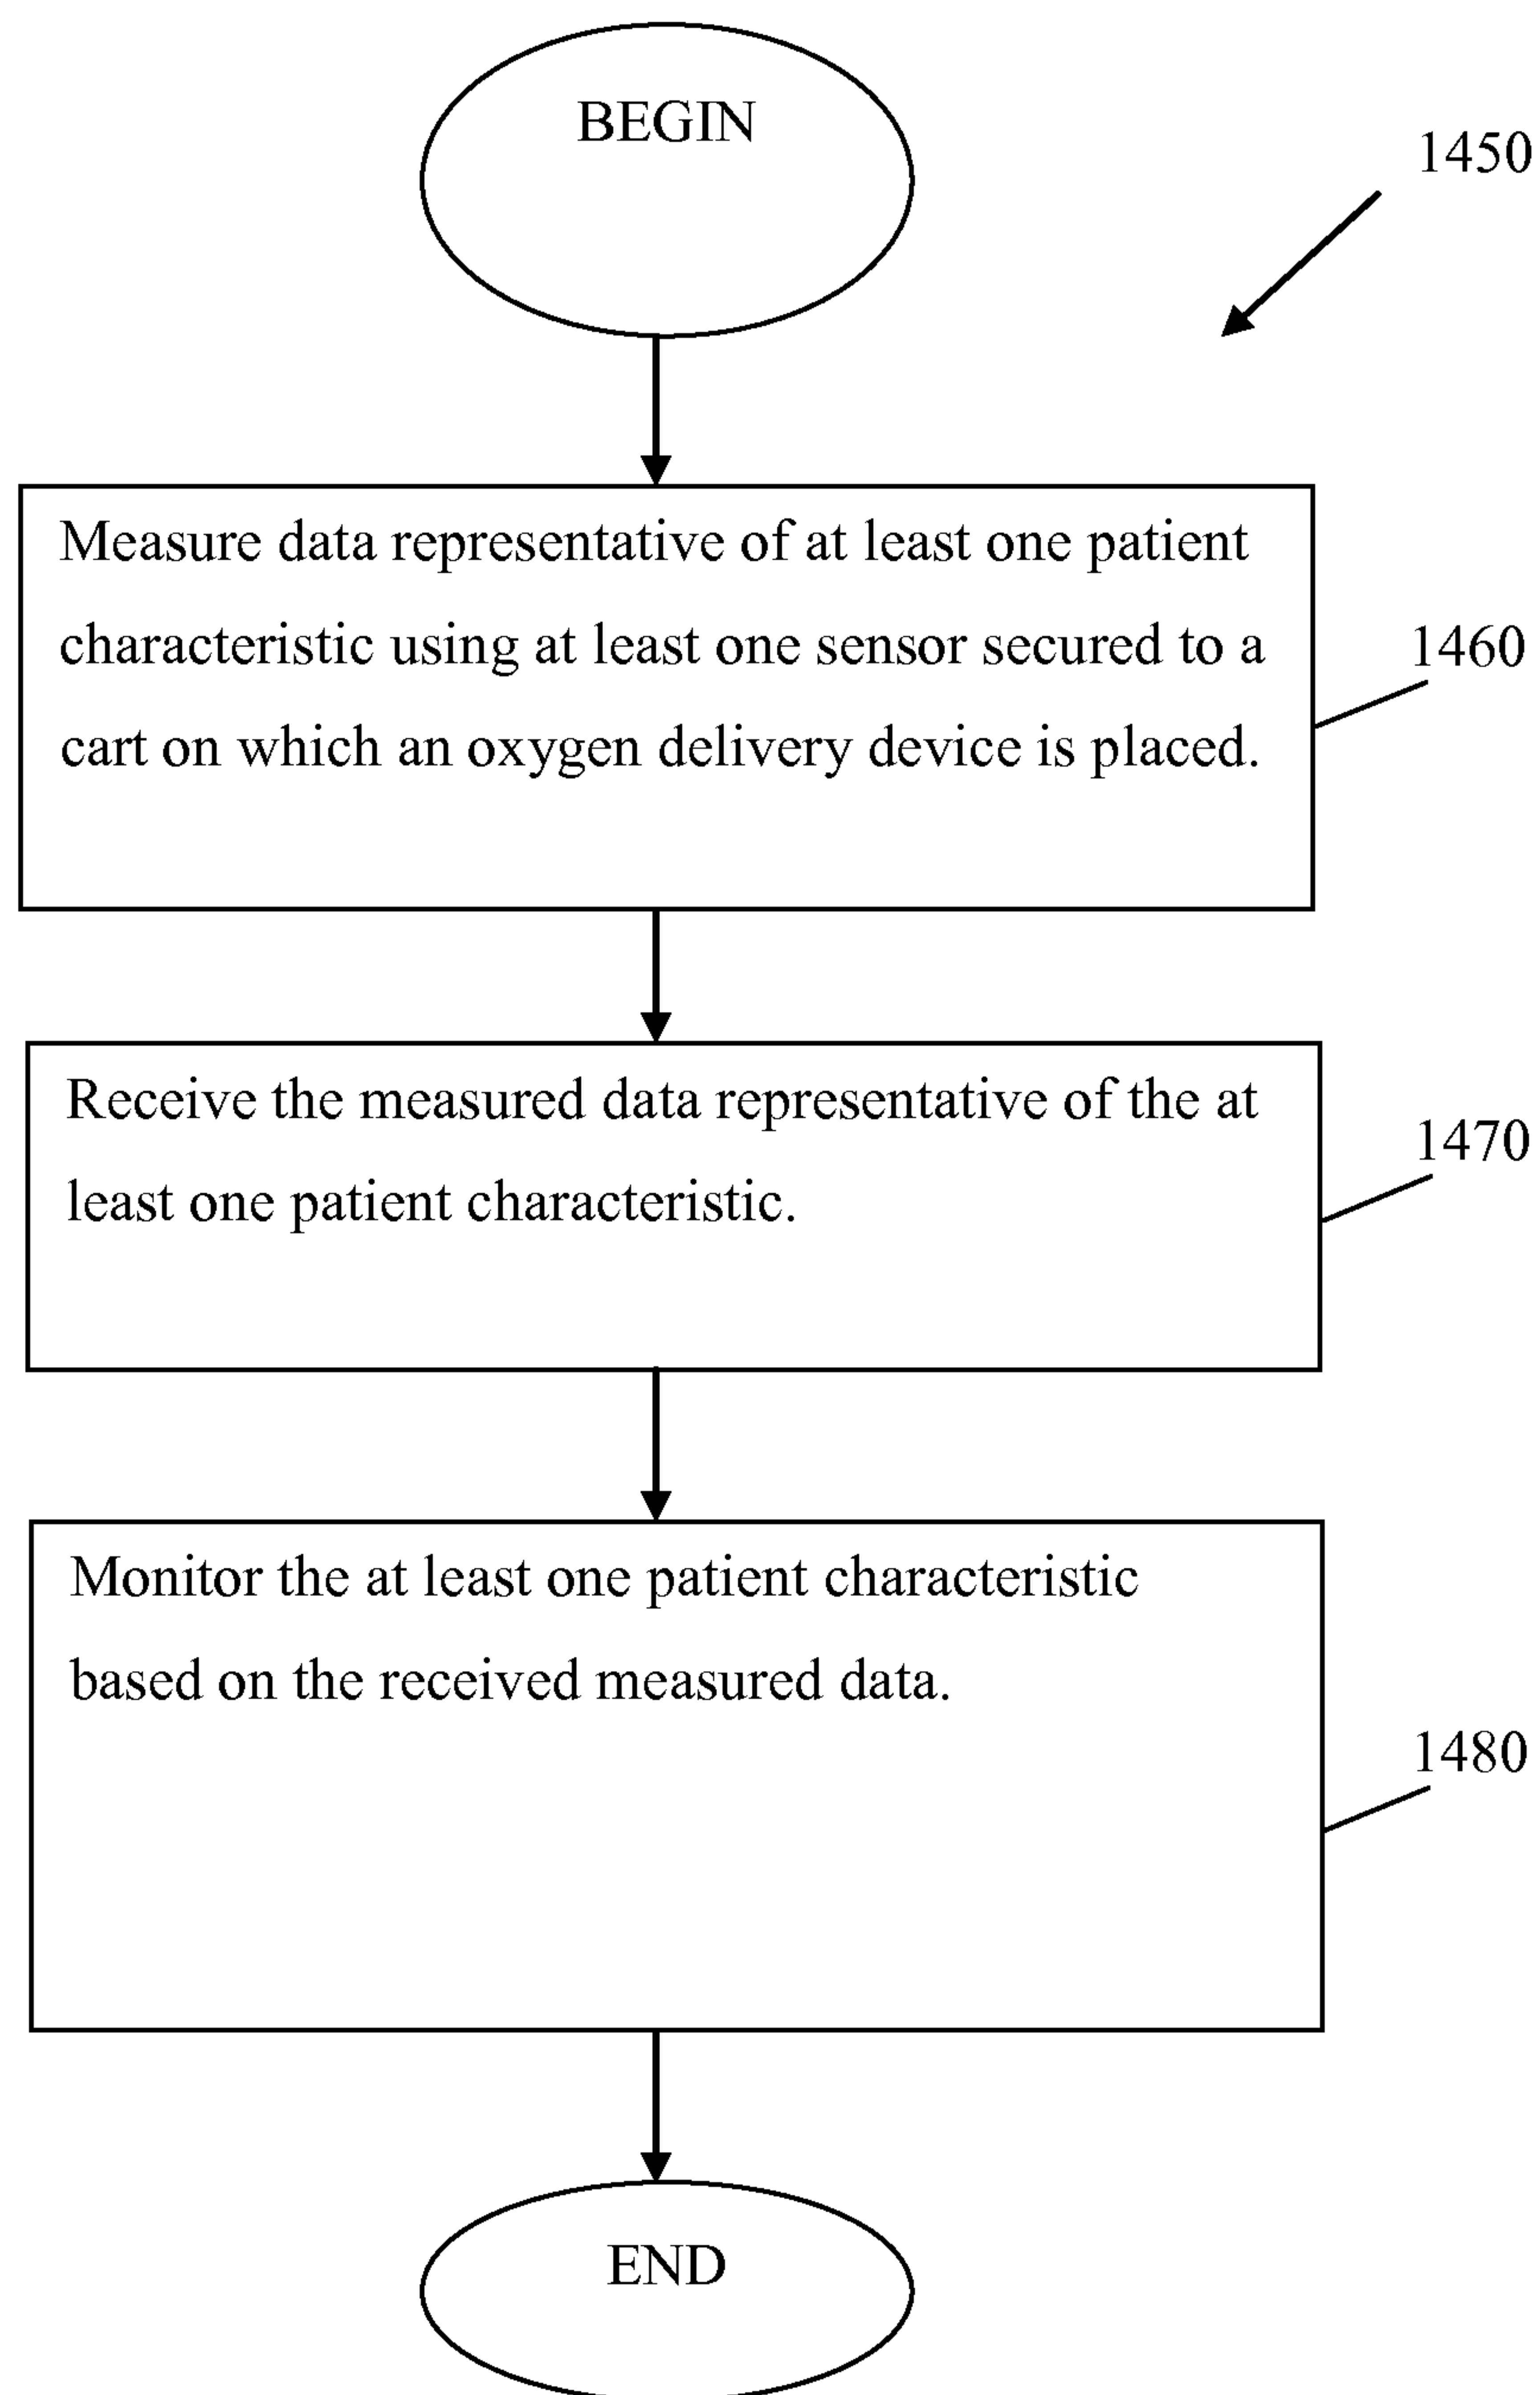 BEGIN
1450
Measure data representative of at least one patient
characteristic using at least one sensor secured to a
cart on which an oxygen delivery device is placed.
1460
Receive the measured data representative of the at
least one patient characteristic.
1470
Monitor the at least one patient characteristic
based on the received measured data.
1480
END